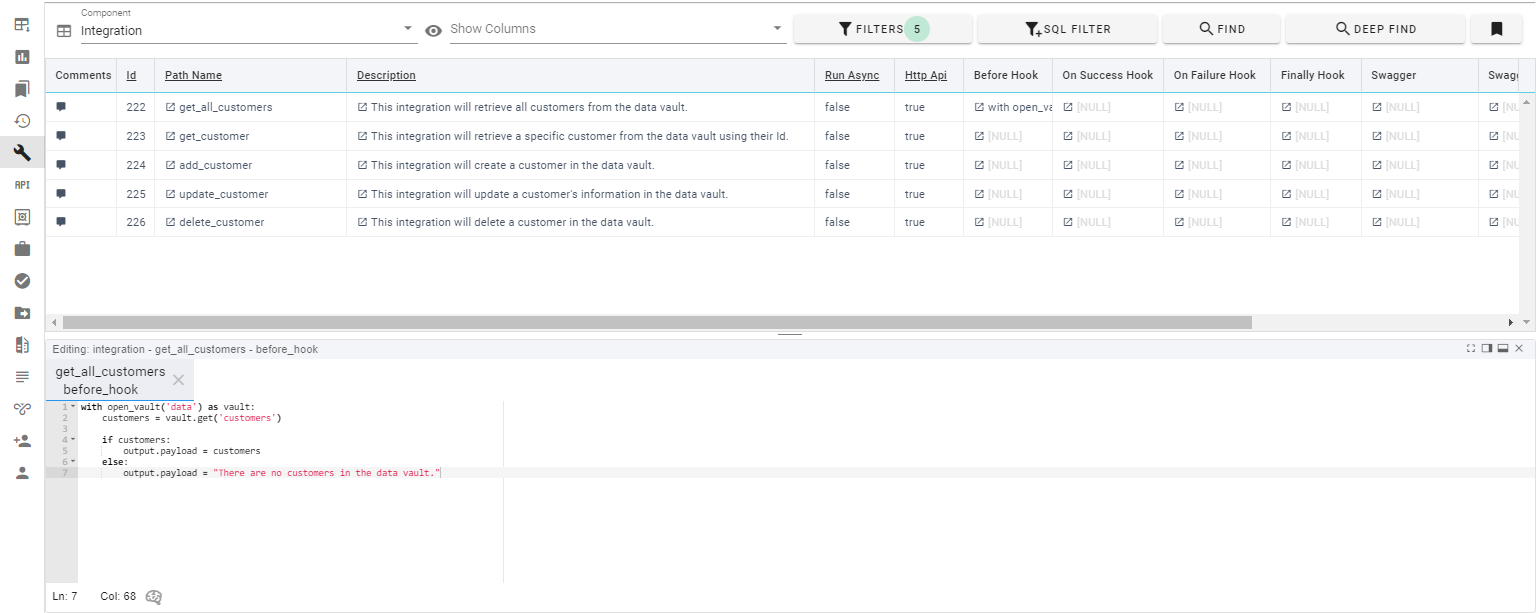 Component
Integration
Show Columns
FILTERS 5
SQL FILTER
FIND
DEEP FIND
API
Comments Id Path Name Description Run Async Http Api Before Hook On Success Hook On Failure Hook Finally Hook Swagger Swag
222 get_all_customers This integration will retrieve all customers from the data vault. false true with open_va [NULL] [NULL] [NULL] [NULL] [NU
223 get_customer This integration will retrieve a specific customer from the data vault using their Id. false true [NULL] [NULL] [NULL] [NULL] [NULL] [NU
224 add_customer This integration will create a customer in the data vault. false true [NULL] [NULL] [NULL] [NULL] [NULL] [NU
225 update_customer This integration will update a customer's information in the data vault. false true [NULL] [NULL] [NULL] [NULL] [NULL] [NU
226 delete_customer This integration will delete a customer in the data vault. false true [NULL] [NULL] [NULL] [NULL] [NULL] [NU
Editing: integration - get_all_customers - before_hook
get_all_customers
before_hook
1 with open_vault('data') as vault:
2 customers = vault.get('customers')
3
4 if customers:
5 output.payload = customers
6 else:
7 output.payload = "There are no customers in the data vault."
Ln: 7 Col: 68